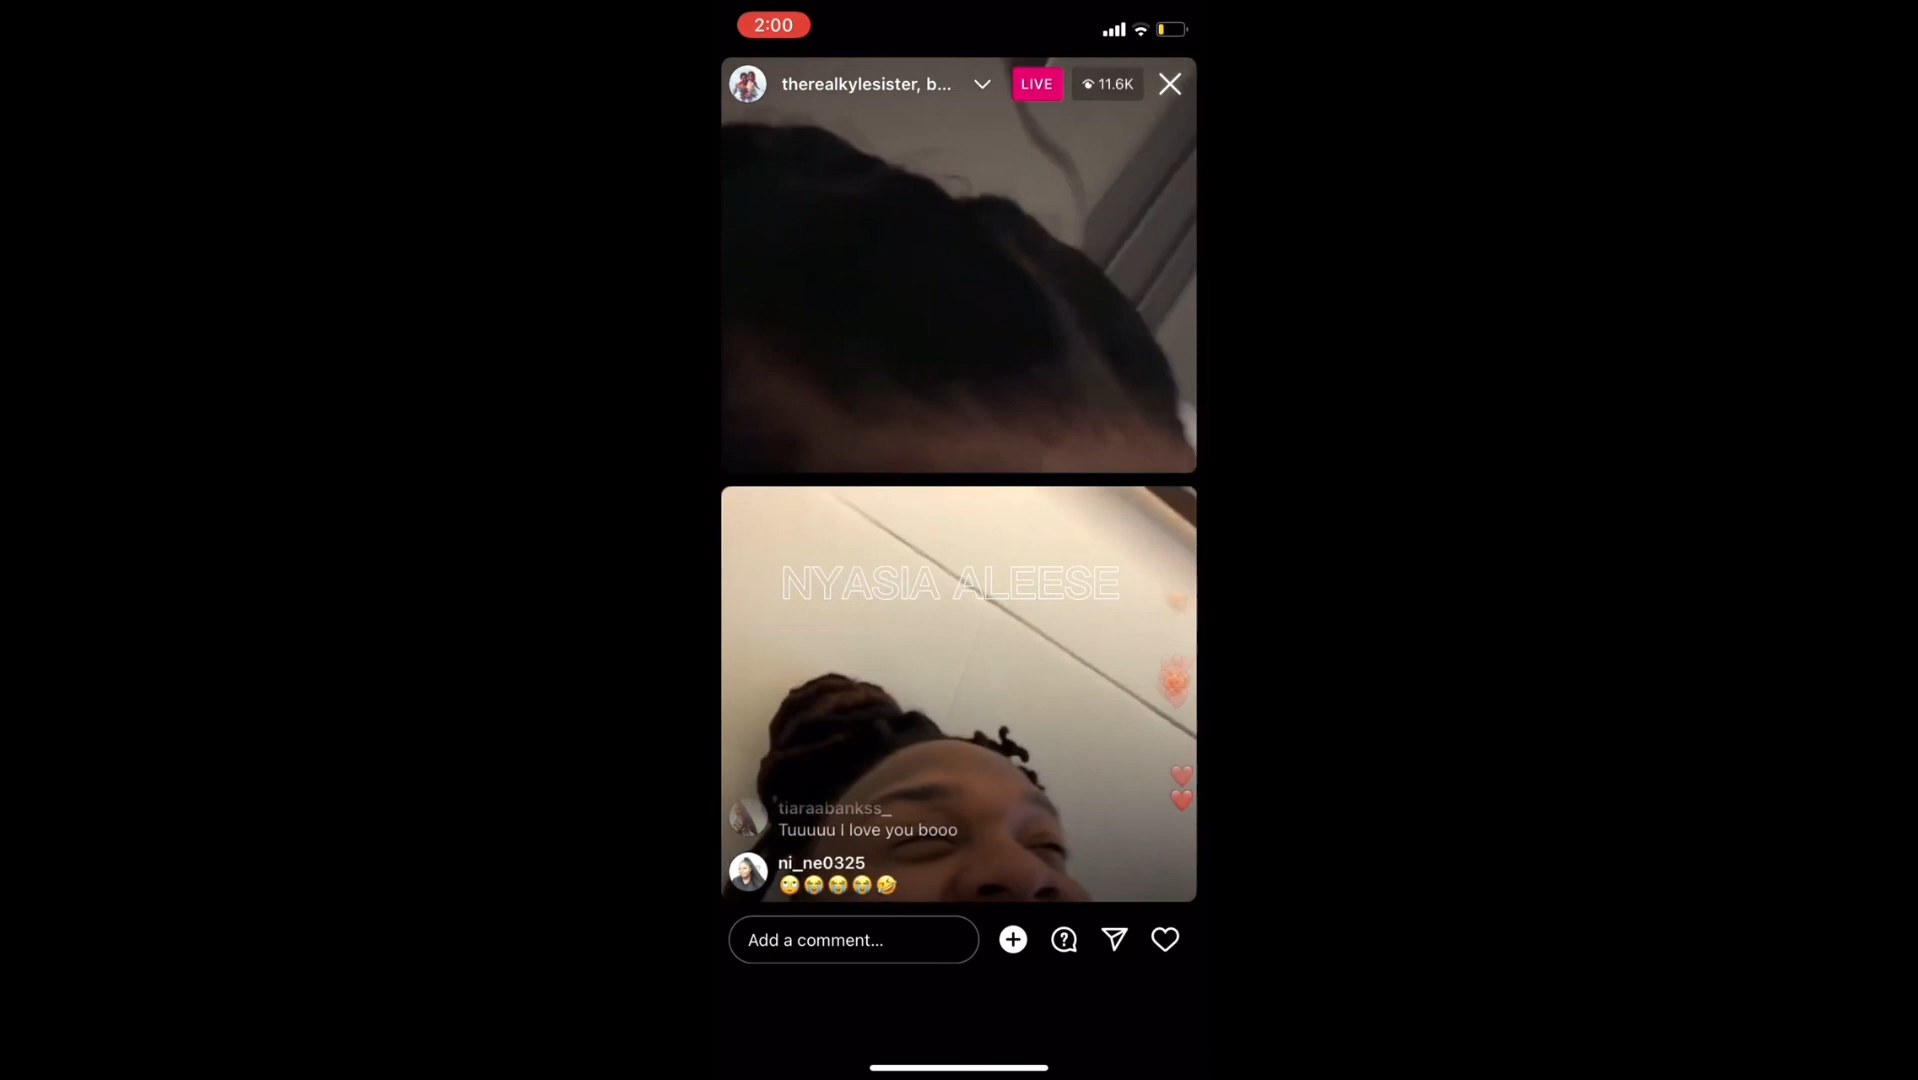 2:00
therealkylesister, b...
LIVE
11.6K
NYASIA ALEESE
tiaraabankss_
Tuuuuu I love you booo
ni_ne0325
🙄😭😭😭🤣
Add a comment...